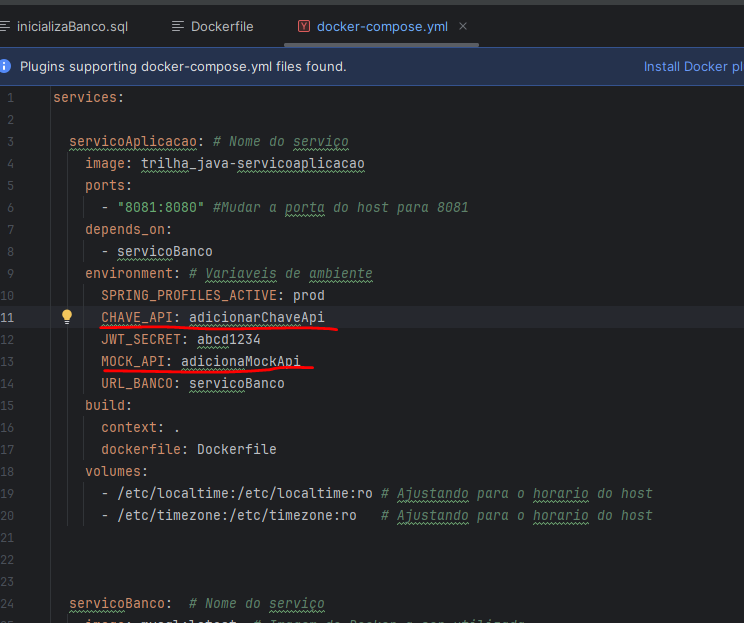 inicializaBanco.sql Dockerfile docker-compose.yml
Plugins supporting docker-compose.yml files found. Install Docker pl
1 services:
2
3 servicoAplicacao: # Nome do serviço
4 image: trilha_java-servicoaplicacao
5 ports:
6 - "8081:8080" #Mudar a porta do host para 8081
7 depends_on:
8 - servicoBanco
9 environment: # Variaveis de ambiente
10 SPRING_PROFILES_ACTIVE: prod
11 CHAVE_API: adicionarChaveApi
12 JWT_SECRET: abcd1234
13 MOCK_API: adicionaMockApi
14 URL_BANCO: servicoBanco
15 build:
16 context: .
17 dockerfile: Dockerfile
18 volumes:
19 - /etc/localtime:/etc/localtime:ro # Ajustando para o horario do host
20 - /etc/timezone:/etc/timezone:ro # Ajustando para o horario do host
21
22
23
24 servicoBanco: # Nome do serviço